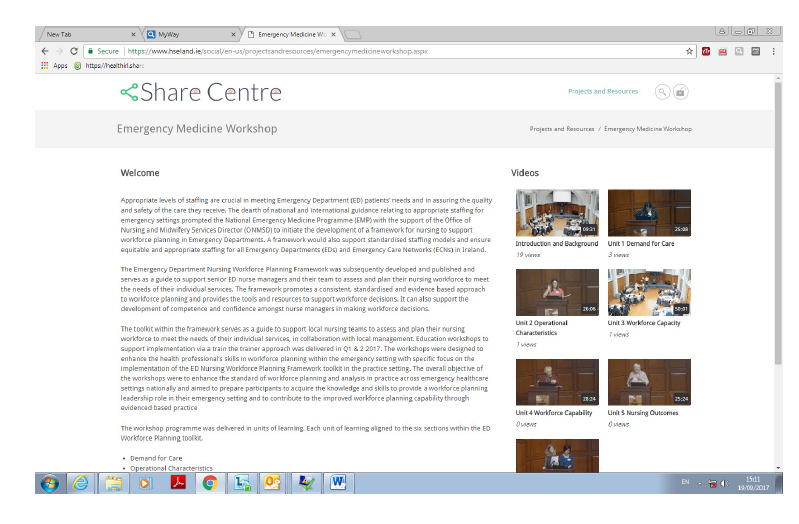 New Tab
MyWay
Emergency Medicine Wo
Secure
https://www.hseland.ie/social/en-us/projectsandresources/emergencymedicineworkshop.aspx
Apps
https://healthirl.share
Share Centre
Projects and Resources
Emergency Medicine Workshop
Projects and Resources / Emergency Medicine Workshop
Welcome
Appropriate levels of staffing are crucial in meeting Emergency Department (ED) patients' needs and in assuring the quality
and safety of the care they receive. The dearth of national and international guidance relating to appropriate staffing for
emergency settings prompted the National Emergency Medicine Programme (EMP) with the support of the Office of
Nursing and Midwifery Services Director (ONMSD) to initiate the development of a framework for nursing to support
workforce planning in Emergency Departments. A framework would also support standardised staffing models and ensure
equitable and appropriate staffing for all Emergency Departments (EDs) and Emergency Care Networks (ECNs) in Ireland.
The Emergency Department Nursing Workforce Planning Framework was subsequently developed and published and
serves as a guide to support senior ED nurse managers and their team to assess and plan their nursing workforce to meet
the needs of their individual services. The framework promotes a consistent, standardised and evidence based approach
to workforce planning and provides the tools and resources to support workforce decisions. It can also support the
development of competence and confidence amongst nurse managers in making workforce decisions.
The toolkit within the framework serves as a guide to support local nursing teams to assess and plan their nursing
workforce to meet the needs of their individual services, in collaboration with local management. Education workshops to
support implementation via a train the trainer approach was delivered in Q1 & 2 2017. The workshops were designed to
enhance the health professional's skills in workforce planning within the emergency setting with specific focus on the
implementation of the ED Nursing Workforce Planning Framework toolkit in the practice setting. The overall objective of
the workshops were to enhance the standard of workforce planning and analysis in practice across emergency healthcare
settings nationally and aimed to prepare participants to acquire the knowledge and skills to provide a workforce planning
leadership role in their emergency setting and to contribute to the improved workforce planning capability through
evidenced based practice
The workshop programme was delivered in units of learning. Each unit of learning aligned to the six sections within the ED
Workforce Planning toolkit.
• Demand for Care
• Operational Characteristics
Videos
09:31
25:08
Introduction and Background
Unit 1 Demand for Care
19 views
3 views
26:06
50:01
Unit 2 Operational
Characteristics
Unit 3 Workforce Capacity
1 views
1 views
28:24
25:24
Unit 4 Workforce Capability
Unit 5 Nursing Outcomes
0 views
0 views
EN
15:11
19/09/2017